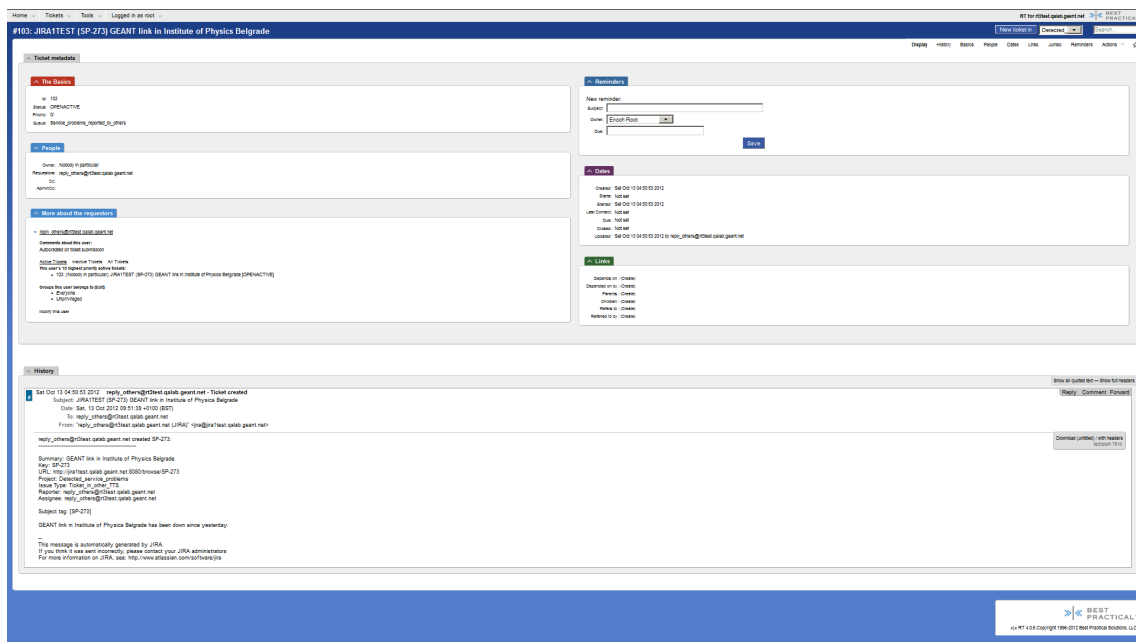 Home Tickets Tools Logged in as root
RT for rt3test.qalab.geant.net BEST PRACTICAL
#103: JIRA1TEST (SP-273) GEANT link in Institute of Physics Belgrade
New ticket in Detected Search...
Display History Basics People Dates Links Jumbo Reminders Actions
Ticket metadata
The Basics
Id: 103
Status: OPENACTIVE
Priority: 0/
Queue: Service_problems_reported_by_others
People
Owner: Nobody in particular
Requestors: reply_others@rt3test.qalab.geant.net
Cc:
AdminCc:
More about the requestors
reply_others@rt3test.qalab.geant.net
Comments about this user:
Autocreated on ticket submission
Active Tickets Inactive Tickets All Tickets
This user's 10 highest priority active tickets:
103: (Nobody in particular) JIRA1TEST (SP-273) GEANT link in Institute of Physics Belgrade [OPENACTIVE]
Groups this user belongs to [Edit]
Everyone
Unprivileged
Modify this user
Reminders
New reminder:
Subject:
Owner: Enoch Root
Due:
Save
Dates
Created: Sat Oct 13 04:50:53 2012
Starts: Not set
Started: Sat Oct 13 04:50:53 2012
Last Contact: Not set
Due: Not set
Closed: Not set
Updated: Sat Oct 13 04:50:53 2012 by reply_others@rt3test.qalab.geant.net
Links
Depends on: (Create)
Depended on by: (Create)
Parents: (Create)
Children: (Create)
Refers to: (Create)
Referred to by: (Create)
History
Show all quoted text — Show full headers
# Sat Oct 13 04:50:53 2012 reply_others@rt3test.qalab.geant.net - Ticket created
Reply Comment Forward
Subject: JIRA1TEST (SP-273) GEANT link in Institute of Physics Belgrade
Date: Sat, 13 Oct 2012 09:51:39 +0100 (BST)
To: reply_others@rt3test.qalab.geant.net
From: "reply_others@rt3test.qalab.geant.net (JIRA)" <jira@jira1test.qalab.geant.net>
reply_others@rt3test.qalab.geant.net created SP-273:
Download (untitled) / with headers
text/plain 781b
Summary: GEANT link in Institute of Physics Belgrade
Key: SP-273
URL: http://jira1test.qalab.geant.net:8080/browse/SP-273
Project: Detected_service_problems
Issue Type: Ticket_in_other_TTS
Reporter: reply_others@rt3test.qalab.geant.net
Assignee: reply_others@rt3test.qalab.geant.net
Subject tag: [SP-273]
GEANT link in Institute of Physics Belgrade has been down since yesterday.
--
This message is automatically generated by JIRA.
If you think it was sent incorrectly, please contact your JIRA administrators
For more information on JIRA, see: http://www.atlassian.com/software/jira
BEST PRACTICAL
»|« RT 4.0.6 Copyright 1996-2012 Best Practical Solutions, LLC